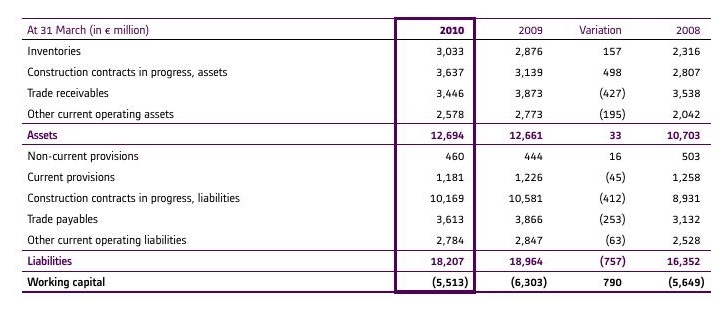 At 31 March (in € million) 2010 2009 Variation 2008
Inventories 3,033 2,876 157 2,316
Construction contracts in progress, assets 3,637 3,139 498 2,807
Trade receivables 3,446 3,873 (427) 3,538
Other current operating assets 2,578 2,773 (195) 2,042
Assets 12,694 12,661 33 10,703
Non-current provisions 460 444 16 503
Current provisions 1,181 1,226 (45) 1,258
Construction contracts in progress, liabilities 10,169 10,581 (412) 8,931
Trade payables 3,613 3,866 (253) 3,132
Other current operating liabilities 2,784 2,847 (63) 2,528
Liabilities 18,207 18,964 (757) 16,352
Working capital (5,513) (6,303) 790 (5,649)